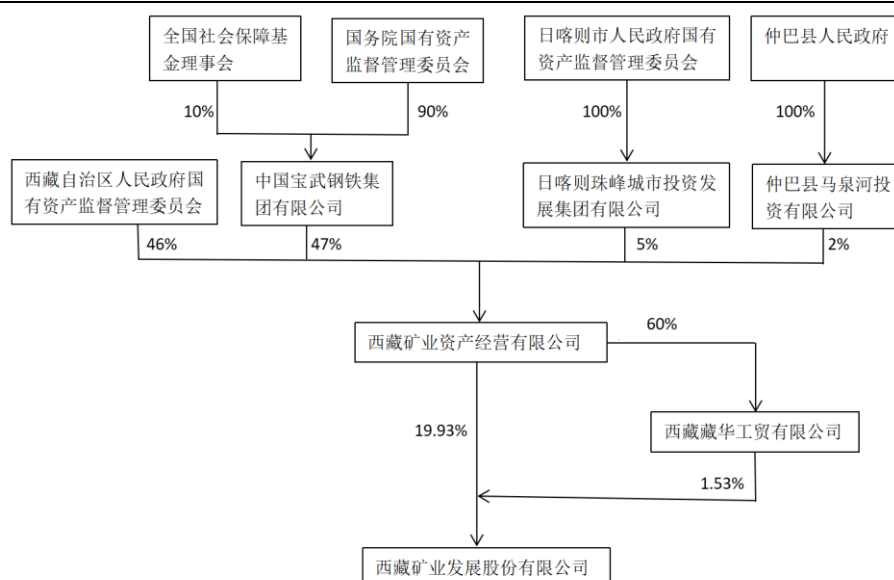 全国社会保障基
金理事会
国务院国有资产
监督管理委员会
日喀则市人民政府国有
资产监督管理委员会
仲巴县人民政府
10%
90%
100%
100%
西藏自治区人民政府国
有资产监督管理委员会
中国宝武钢铁集
团有限公司
日喀则珠峰城市投资发
展集团有限公司
仲巴县马泉河投
资有限公司
46%
47%
5%
2%
西藏矿业资产经营有限公司
60%
19.93%
西藏藏华工贸有限公司
1.53%
西藏矿业发展股份有限公司